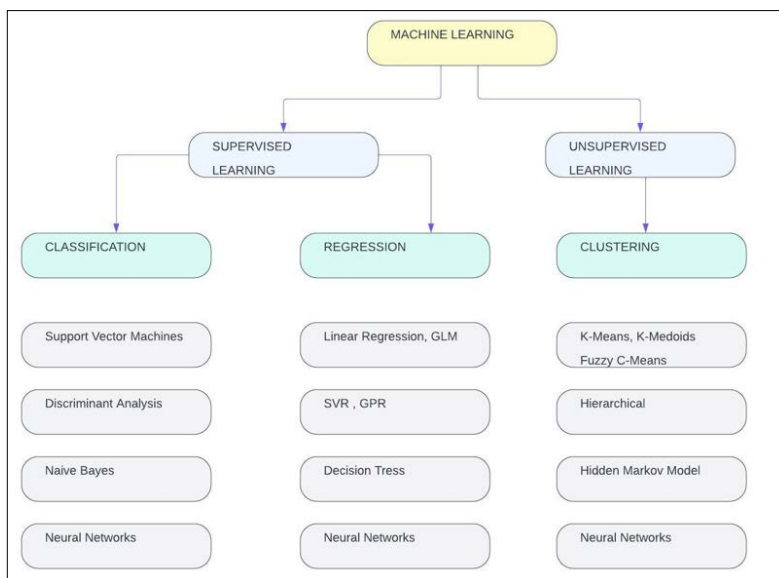 MACHINE LEARNING
SUPERVISED
LEARNING
UNSUPERVISED
LEARNING
CLASSIFICATION
REGRESSION
CLUSTERING
Support Vector Machines
Linear Regression, GLM
K-Means, K-Medoids
Fuzzy C-Means
Discriminant Analysis
SVR , GPR
Hierarchical
Naive Bayes
Decision Tress
Hidden Markov Model
Neural Networks
Neural Networks
Neural Networks